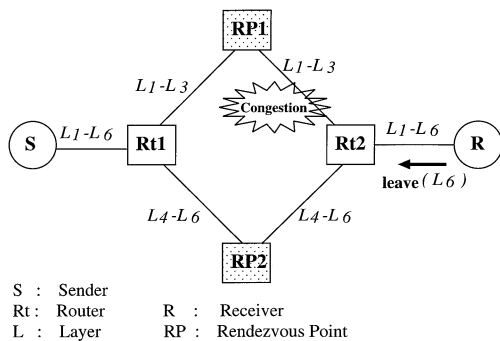 RP1
L1-L3
L1-L3
Congestion
S
L1-L6
Rt1
Rt2
L1-L6
R
leave(L6)
L4-L6
L4-L6
RP2
S : Sender
Rt : Router
R : Receiver
L : Layer
RP : Rendezvous Point